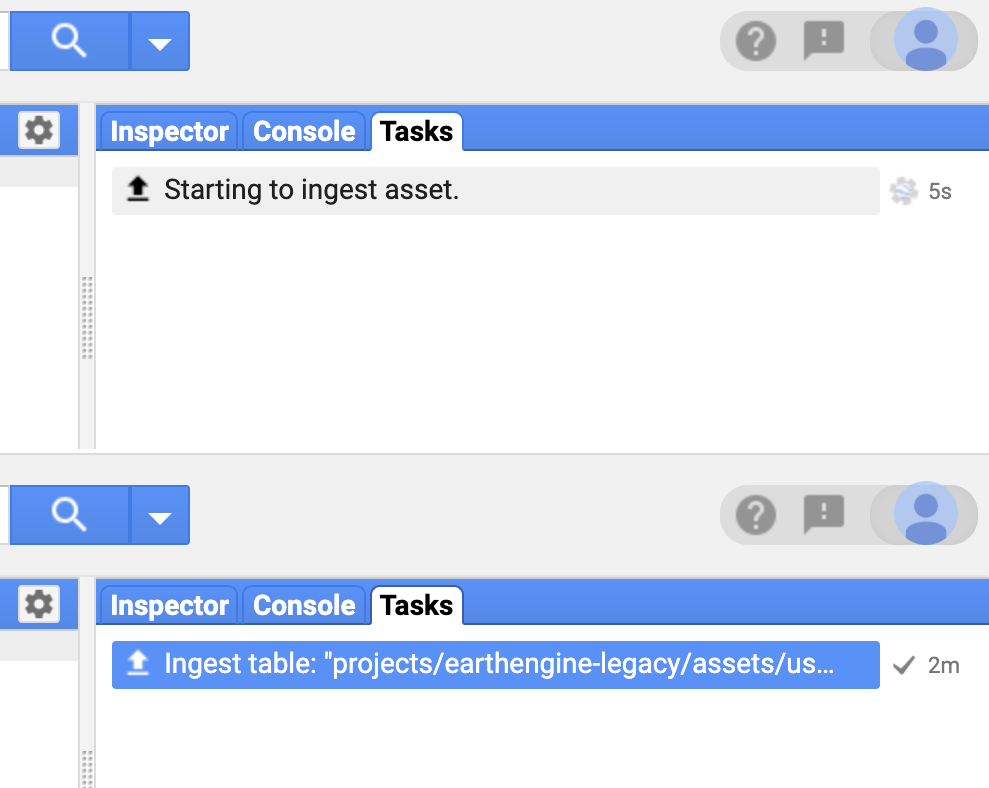 Inspector Console Tasks
Starting to ingest asset. 5s
Inspector Console Tasks
Ingest table: "projects/earthengine-legacy/assets/us... 2m